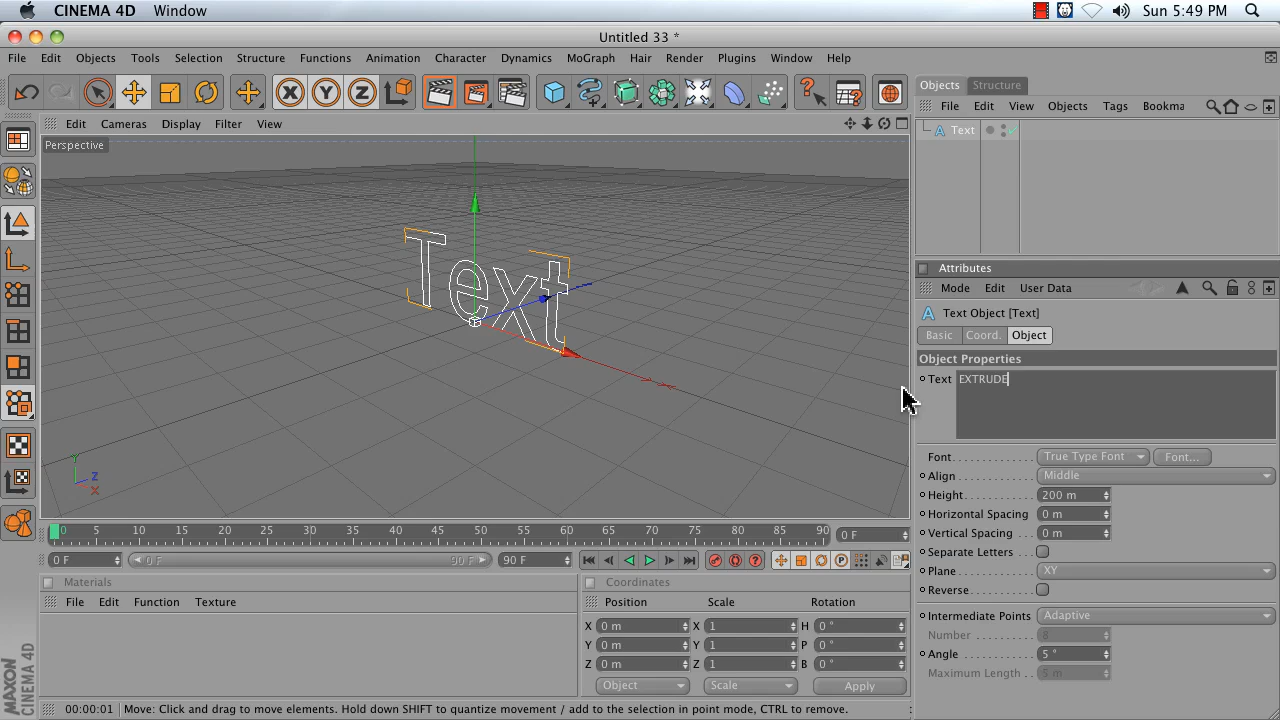 CINEMA 4D Window Sun 5:49 PM
Untitled 33 *
File Edit Objects Tools Selection Structure Functions Animation Character Dynamics MoGraph Hair Render Plugins Window Help
Objects Structure
File Edit View Objects Tags Bookma
Edit Cameras Display Filter View
Perspective
Text
Text
Y Z X
Attributes
Mode Edit User Data
Text Object [Text]
Basic Coord. Object
Object Properties
Text EXTRUDE
Font True Type Font Font...
Align Middle
Height 200 m
Horizontal Spacing 0 m
Vertical Spacing 0 m
Separate Letters
Plane XY
Reverse
Intermediate Points Adaptive
Number 8
Angle 5 °
Maximum Length 5 m
0 5 10 15 20 25 30 35 40 45 50 55 60 65 70 75 80 85 90 0 F
0 F 0 F 90 F 90 F
Materials
File Edit Function Texture
Coordinates
Position Scale Rotation
X 0 m X 1 H 0 °
Y 0 m Y 1 P 0 °
Z 0 m Z 1 B 0 °
Object Scale Apply
MAXON
CINEMA 4D
00:00:01 Move: Click and drag to move elements. Hold down SHIFT to quantize movement / add to the selection in point mode, CTRL to remove.